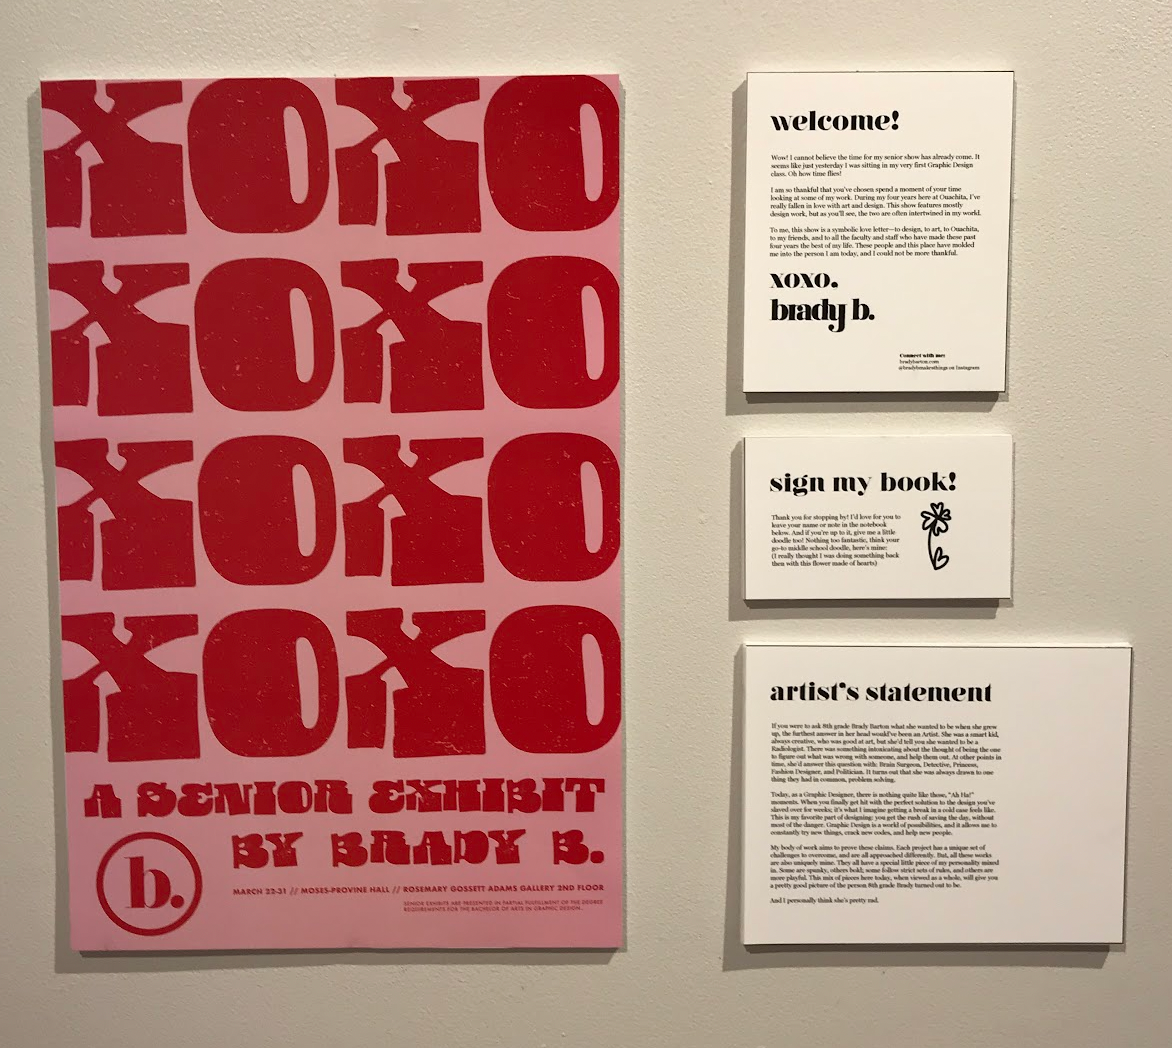 XOXO
XOXO
XOXO
XOXO
A SENIOR EXHIBIT
BY BRADY B.
b.
MARCH 22-31 // MOSES-PROVINE HALL // ROSEMARY GOSSETT ADAMS GALLERY 2ND FLOOR
SENIOR EXHIBITS ARE PRESENTED IN PARTIAL FULFILLMENT OF THE DEGREE
REQUIREMENTS FOR THE BACHELOR OF ARTS IN GRAPHIC DESIGN.
welcome!
Wow! I cannot believe the time for my senior show has already come. It
seems like just yesterday I was sitting in my very first Graphic Design
class. Oh how time flies!
I am so thankful that you've chosen spend a moment of your time
looking at some of my work. During my four years here at Ouachita, I've
really fallen in love with art and design. This show features mostly
design work, but as you'll see, the two are often intertwined in my world.
To me, this show is a symbolic love letter—to design, to art, to Ouachita,
to my friends, and to all the faculty and staff who have made these past
four years the best of my life. These people and this place have molded
me into the person I am today, and I could not be more thankful.
xoxo.
brady b.
Connect with me:
bradybarton.com
@bradybmakesthings on Instagram
sign my book!
Thank you for stopping by! I'd love for you to
leave your name or note in the notebook
below. And if you're up to it, give me a little
doodle too! Nothing too fantastic, think your
go-to middle school doodle, here's mine:
(I really thought I was doing something back
then with this flower made of hearts)
artist's statement
If you were to ask 8th grade Brady Barton what she wanted to be when she grew
up, the furthest answer in her head would've been an Artist. She was a smart kid,
always creative, who was good at art, but she'd tell you she wanted to be a
Radiologist. There was something intoxicating about the thought of being the one
to figure out what was wrong with someone, and help them out. At other points in
time, she'd answer this question with: Brain Surgeon, Detective, Princess,
Fashion Designer, and Politician. It turns out that she was always drawn to one
thing they had in common, problem solving.
Today, as a Graphic Designer, there is nothing quite like those, "Ah Ha!"
moments. When you finally get hit with the perfect solution to the design you've
slaved over for weeks; it's what I imagine getting a break in a cold case feels like.
This is my favorite part of designing: you get the rush of saving the day, without
most of the danger. Graphic Design is a world of possibilities, and it allows me to
constantly try new things, crack new codes, and help new people.
My body of work aims to prove these claims. Each project has a unique set of
challenges to overcome, and are all approached differently. But, all these works
are also uniquely mine. They all have a special little piece of my personality mixed
in. Some are spunky, others bold; some follow strict sets of rules, and others are
more playful. This mix of pieces here today, when viewed as a whole, will give you
a pretty good picture of the person 8th grade Brady turned out to be.
And I personally think she's pretty rad.